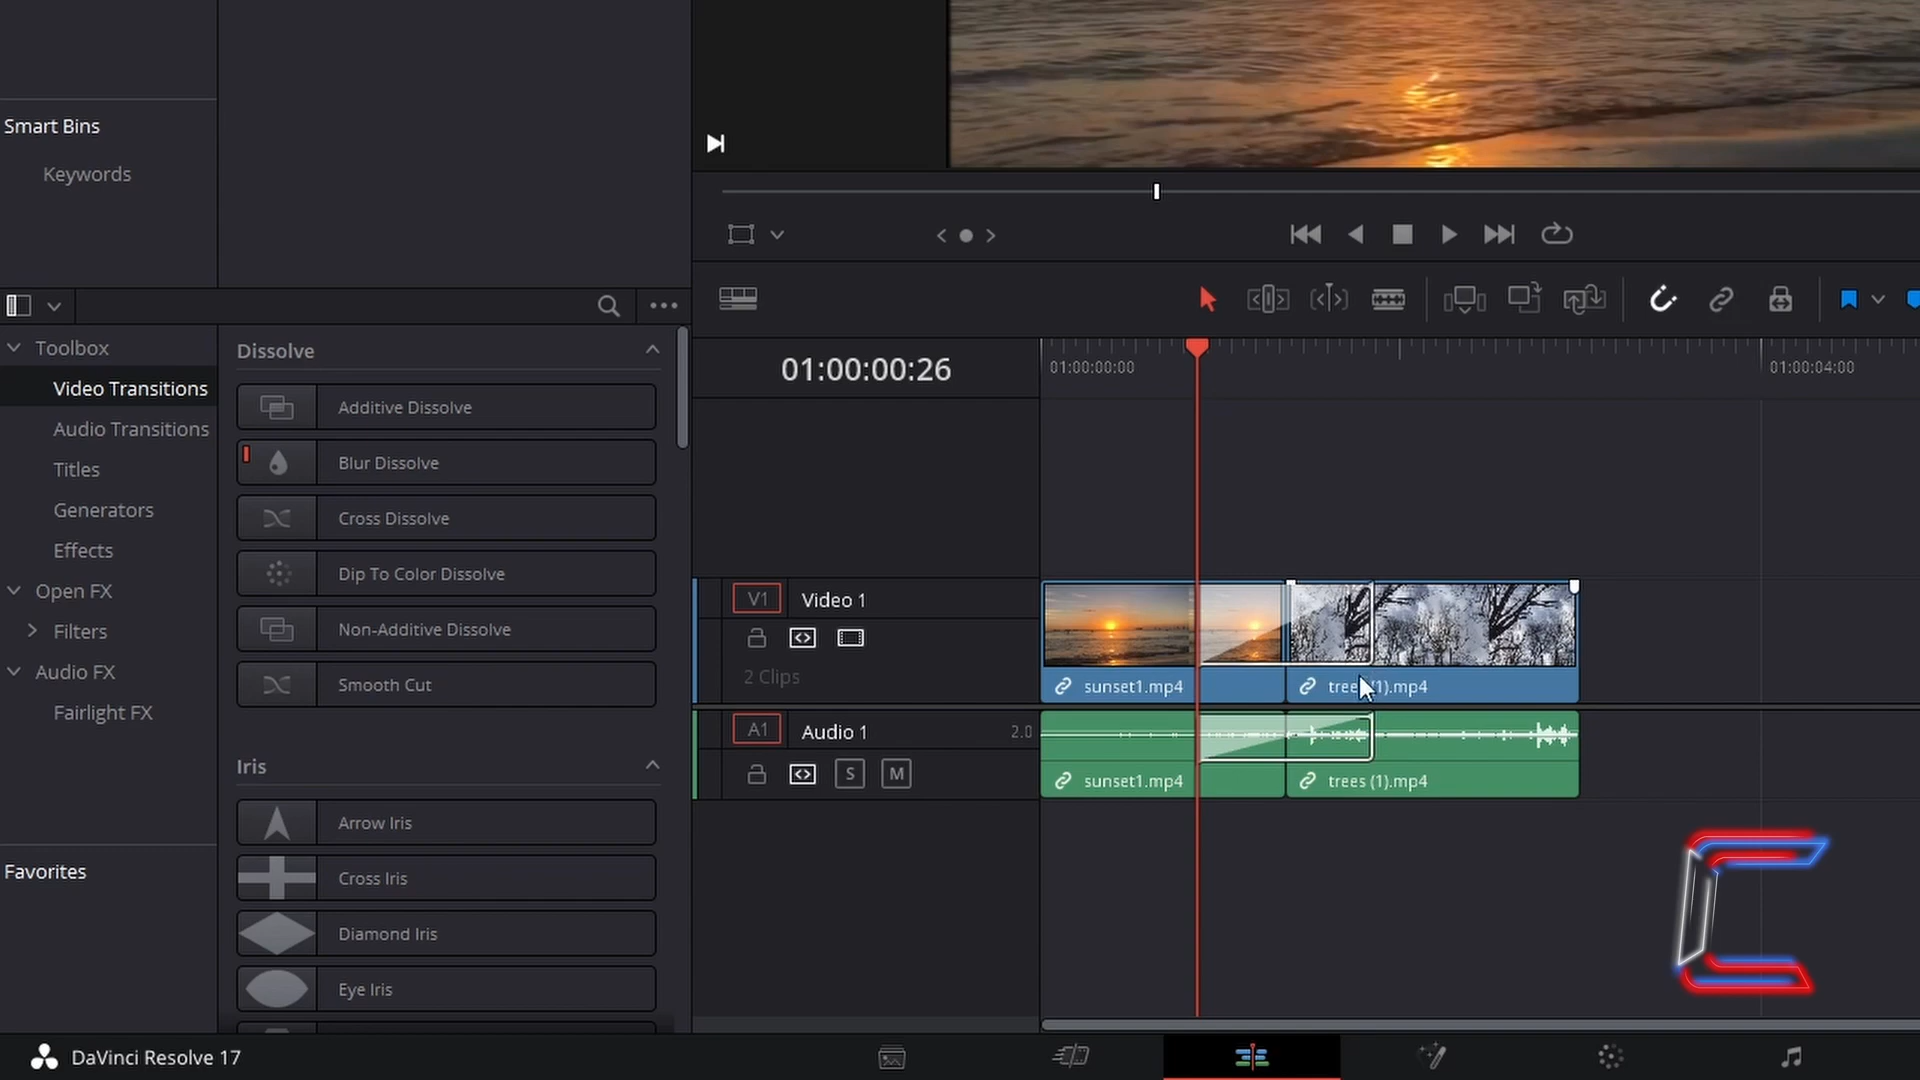 Smart Bins
Keywords
Toolbox
Video Transitions
Audio Transitions
Titles
Generators
Effects
Open FX
Filters
Audio FX
Fairlight FX
Favorites
Dissolve
Additive Dissolve
Blur Dissolve
Cross Dissolve
Dip To Color Dissolve
Non-Additive Dissolve
Smooth Cut
Iris
Arrow Iris
Cross Iris
Diamond Iris
Eye Iris
01:00:00:26
01:00:00:00
01:00:04:00
V1 Video 1
2 Clips
sunset1.mp4
trees (1).mp4
A1 Audio 1 2.0
S M
sunset1.mp4
trees (1).mp4
DaVinci Resolve 17